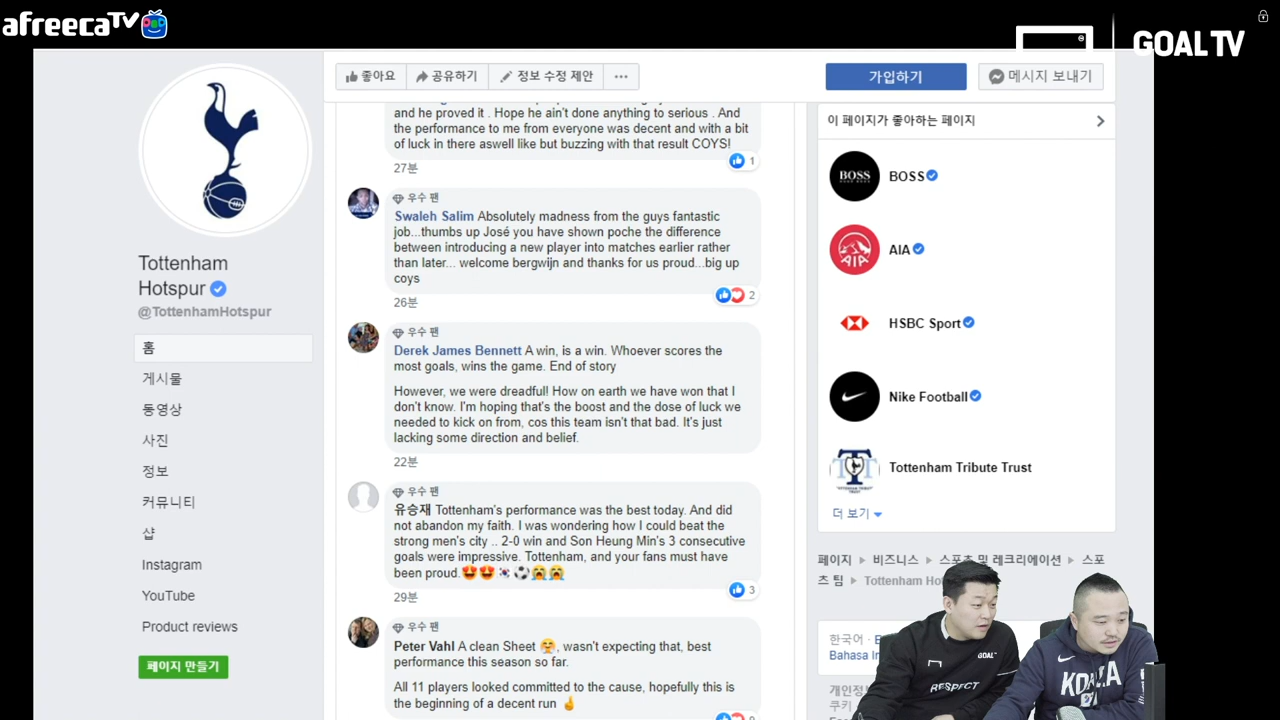 afreecaTV
GOAL TV
좋아요
공유하기
정보 수정 제안
가입하기
메시지 보내기
Tottenham
Hotspur
@TottenhamHotspur
홈
게시물
동영상
사진
정보
커뮤니티
샵
Instagram
YouTube
Product reviews
페이지 만들기
and he proved it . Hope he ain't done anything to serious . And
the performance to me from everyone was decent and with a bit
of luck in there aswell like but buzzing with that result COYS!
1
27분
우수 팬
Swaleh Salim Absolutely madness from the guys fantastic
job...thumbs up José you have shown poche the difference
between introducing a new player into matches earlier rather
than later... welcome bergwijn and thanks for us proud...big up
coys
2
26분
우수 팬
Derek James Bennett A win, is a win. Whoever scores the
most goals, wins the game. End of story
However, we were dreadful! How on earth we have won that I
don't know. I'm hoping that's the boost and the dose of luck we
needed to kick on from, cos this team isn't that bad. It's just
lacking some direction and belief.
22분
우수 팬
유승재 Tottenham's performance was the best today. And did
not abandon my faith. I was wondering how I could beat the
strong men's city .. 2-0 win and Son Heung Min's 3 consecutive
goals were impressive. Tottenham, and your fans must have
been proud.😍😍🇰🇷⚽😭😭
3
29분
우수 팬
Peter Vahl A clean Sheet 🤗, wasn't expecting that, best
performance this season so far.
All 11 players looked committed to the cause, hopefully this is
the beginning of a decent run 🤞
이 페이지가 좋아하는 페이지
BOSS
BOSS
AIA
AIA
HSBC Sport
Nike Football
Tottenham Tribute Trust
더 보기
페이지 ▶ 비즈니스 ▶ 스포츠 및 레크리에이션 ▶ 스포
츠 팀 ▶ Tottenham Ho
한국어 ·
Bahasa In
개인정
쿠키
GOAL
RESPECT